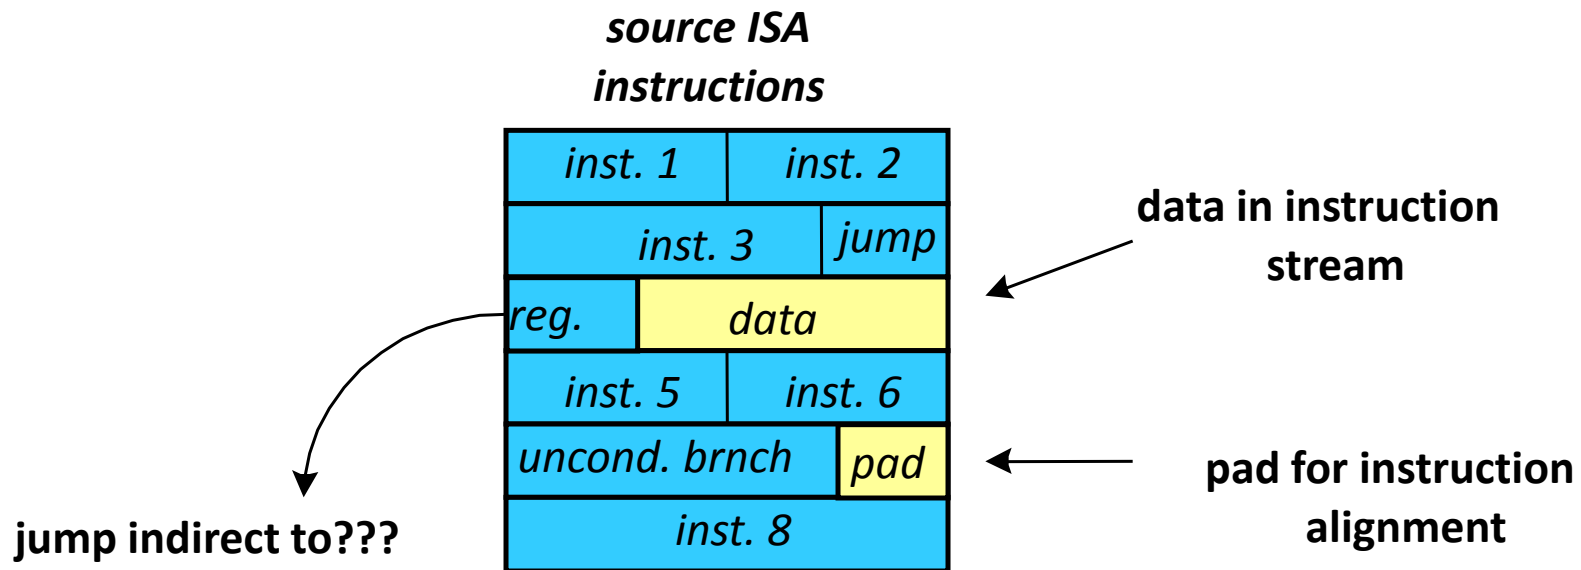 source ISA
instructions
inst. 1 inst. 2
inst. 3 jump
reg. data
inst. 5 inst. 6
uncond. brnch pad
inst. 8
data in instruction
stream
pad for instruction
alignment
jump indirect to???